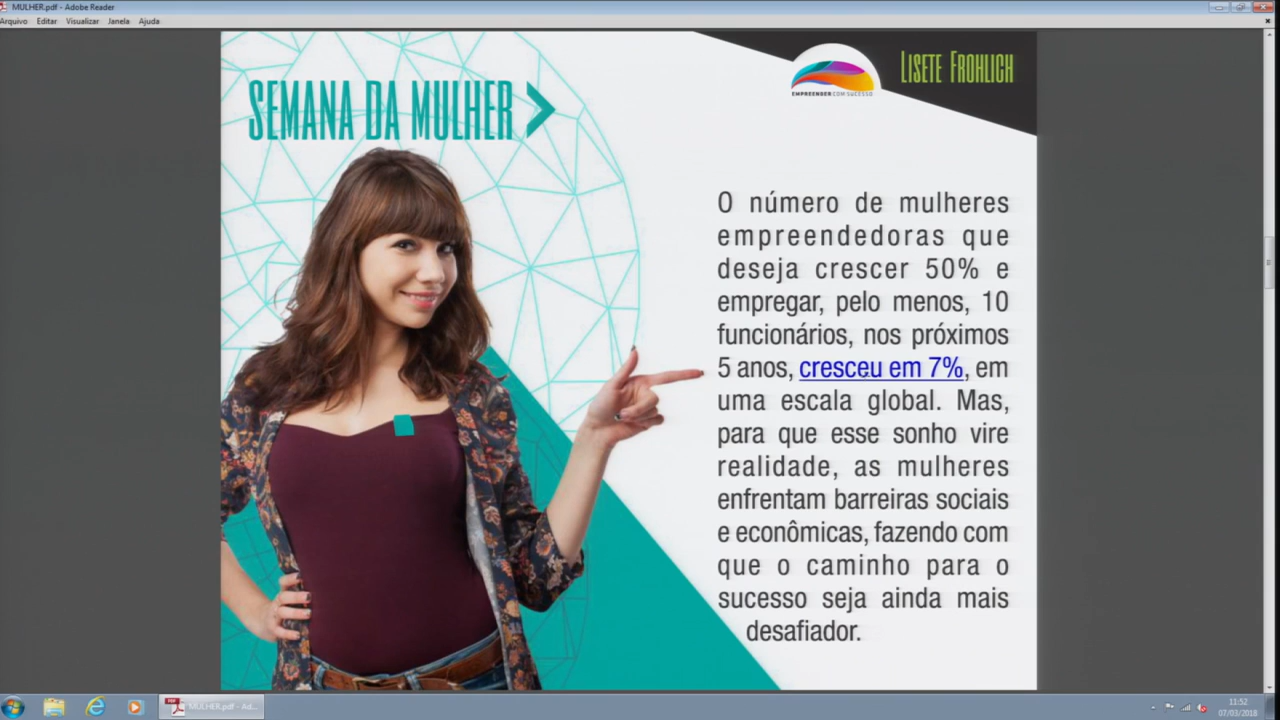 MULHER.pdf - Adobe Reader
Arquivo Editar Visualizar Janela Ajuda
SEMANA DA MULHER
EMPREENDER COM SUCESSO
LISETE FROHLICH
O número de mulheres
empreendedoras que
deseja crescer 50% e
empregar, pelo menos, 10
funcionários, nos próximos
5 anos, cresceu em 7%, em
uma escala global. Mas,
para que esse sonho vire
realidade, as mulheres
enfrentam barreiras sociais
e econômicas, fazendo com
que o caminho para o
sucesso seja ainda mais
desafiador.
MULHER.pdf - Ad...
11:52
07/03/2018